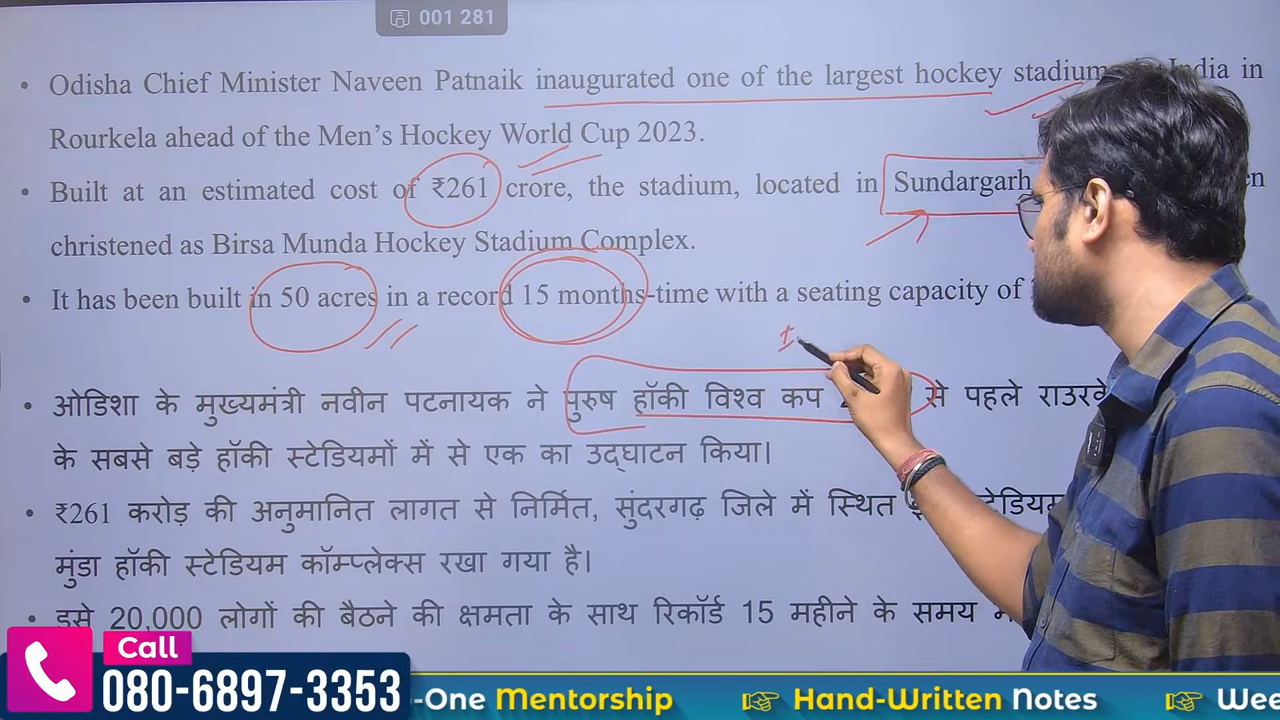 001 281
• Odisha Chief Minister Naveen Patnaik inaugurated one of the largest hockey stadium India in
Rourkela ahead of the Men's Hockey World Cup 2023.
• Built at an estimated cost of ₹261 crore, the stadium, located in Sundargarh
christened as Birsa Munda Hockey Stadium Complex.
• It has been built in 50 acres in a record 15 months-time with a seating capacity of
• ओडिशा के मुख्यमंत्री नवीन पटनायक ने पुरुष हॉकी विश्व कप से पहले
के सबसे बड़े हॉकी स्टेडियमों में से एक का उद्घाटन किया।
• ₹261 करोड़ की अनुमानित लागत से निर्मित, सुंदरगढ़ जिले में स्थित
मुंडा हॉकी स्टेडियम कॉम्प्लेक्स रखा गया है।
• इसे 20,000 लोगों की बैठने की क्षमता के साथ रिकॉर्ड 15 महीने के समय
Call
080-6897-3353
-One Mentorship Hand-Written Notes